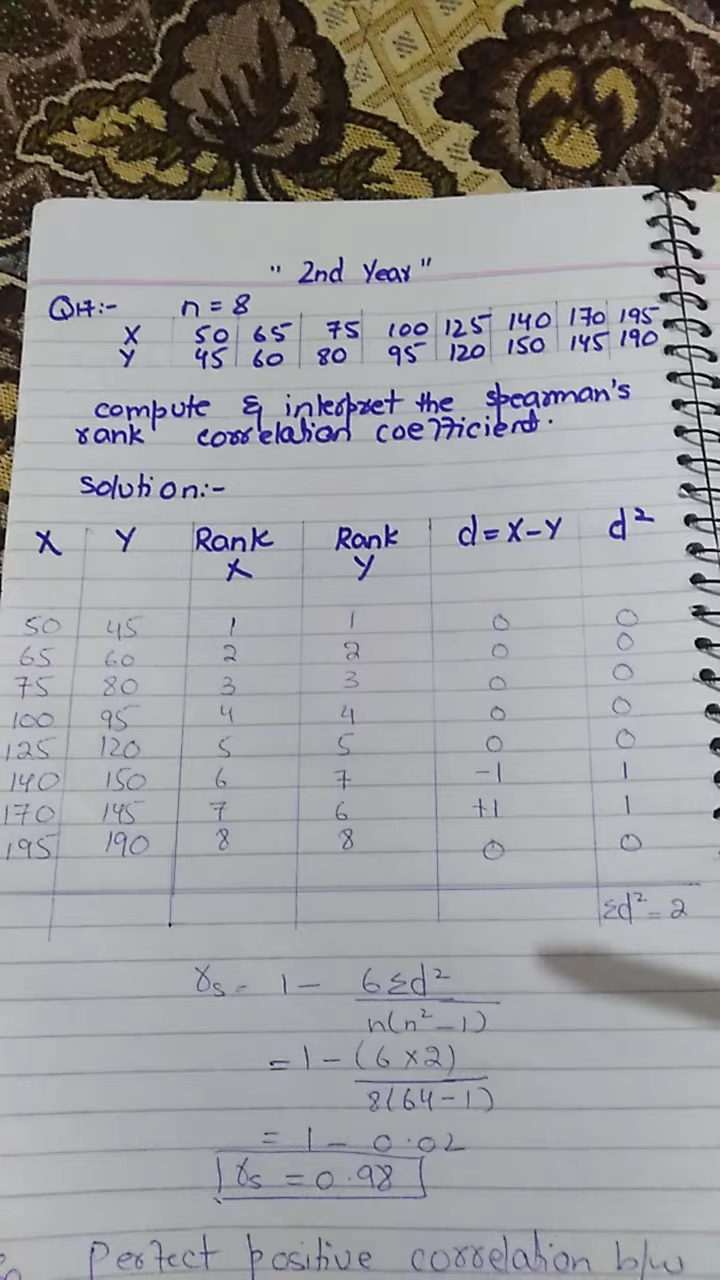 " 2nd Year "
Q17:- n = 8
X 50 65 75 100 125 140 170 195
Y 45 60 80 95 120 150 145 190
compute & interpret the spearman's
rank correlation coefficient.
Solution:-
X Y Rank X Rank Y d = X-Y d²
50 45 1 1 0 0
65 60 2 2 0 0
75 80 3 3 0 0
100 95 4 4 0 0
125 120 5 5 0 0
140 150 6 7 -1 1
170 145 7 6 +1 1
195 190 8 8 0 0
Σd² = 2
rs = 1 - 6Σd² / n(n²-1)
= 1 - (6×2) / 8(64-1)
= 1 - 0.02
rs = 0.98
Perfect positive correlation b/w